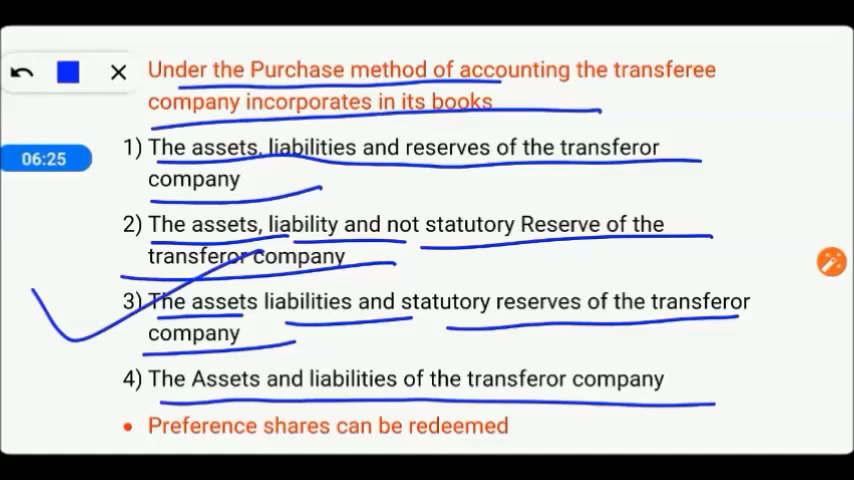 Under the Purchase method of accounting the transferee
company incorporates in its books
06:25
1) The assets, liabilities and reserves of the transferor
company
2) The assets, liability and not statutory Reserve of the
transferor company
3) The assets liabilities and statutory reserves of the transferor
company
4) The Assets and liabilities of the transferor company
• Preference shares can be redeemed